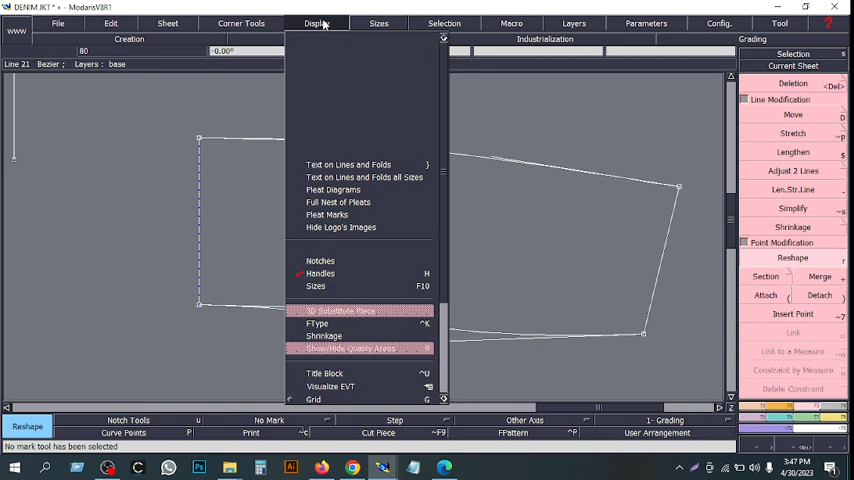 DENIM JKT * + - ModarisV8R1
www
File Edit Sheet Corner Tools Display Sizes Selection Macro Layers Parameters Config. Tool ?
Creation Industrialization Grading
80 -0.00°
Line 21 Bezier ; Layers : base
Selection s
Current Sheet
Deletion <Del>
Line Modification
Move D
Stretch ~p
Lengthen s
Adjust 2 Lines
Len.Str.Line -
Simplify ~s
Shrinkage
Point Modification
Reshape r
Section Merge +
Attach ( Detach )
Insert Point ~7
Link
Link to a Measure
Constraint by Measure
Delete Constraint
Text on Lines and Folds }
Text on Lines and Folds all Sizes
Pleat Diagrams
Full Nest of Pleats
Pleat Marks
Hide Logo's Images
Notches
Handles H
Sizes F10
3D Substitute Piece
FType ^K
Shrinkage
Show/Hide Quality Areas 9
Title Block ^U
Visualize EVT
Grid G
Z
Reshape
Notch Tools u No Mark Step Other Axis 1- Grading
Curve Points P Print ~c Cut Piece ~F9 FPattern ^P User Arrangement
No mark tool has been selected
3:47 PM
4/30/2023